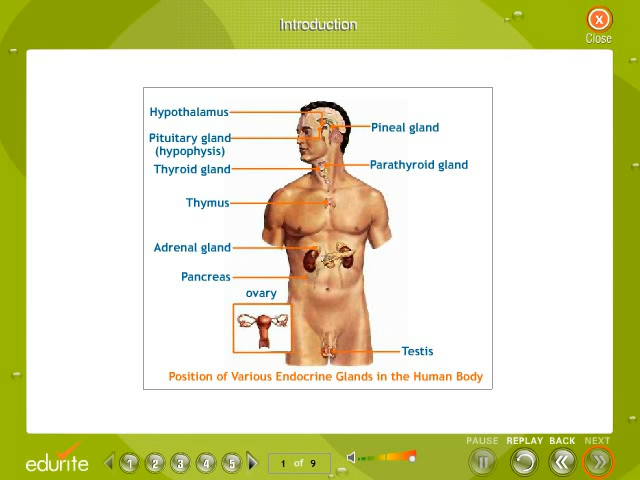 Introduction
Close
Hypothalamus
Pineal gland
Pituitary gland
(hypophysis)
Parathyroid gland
Thyroid gland
Thymus
Adrenal gland
Pancreas
ovary
Testis
Position of Various Endocrine Glands in the Human Body
PAUSE REPLAY BACK NEXT
edurite
1 2 3 4 5
1 of 9